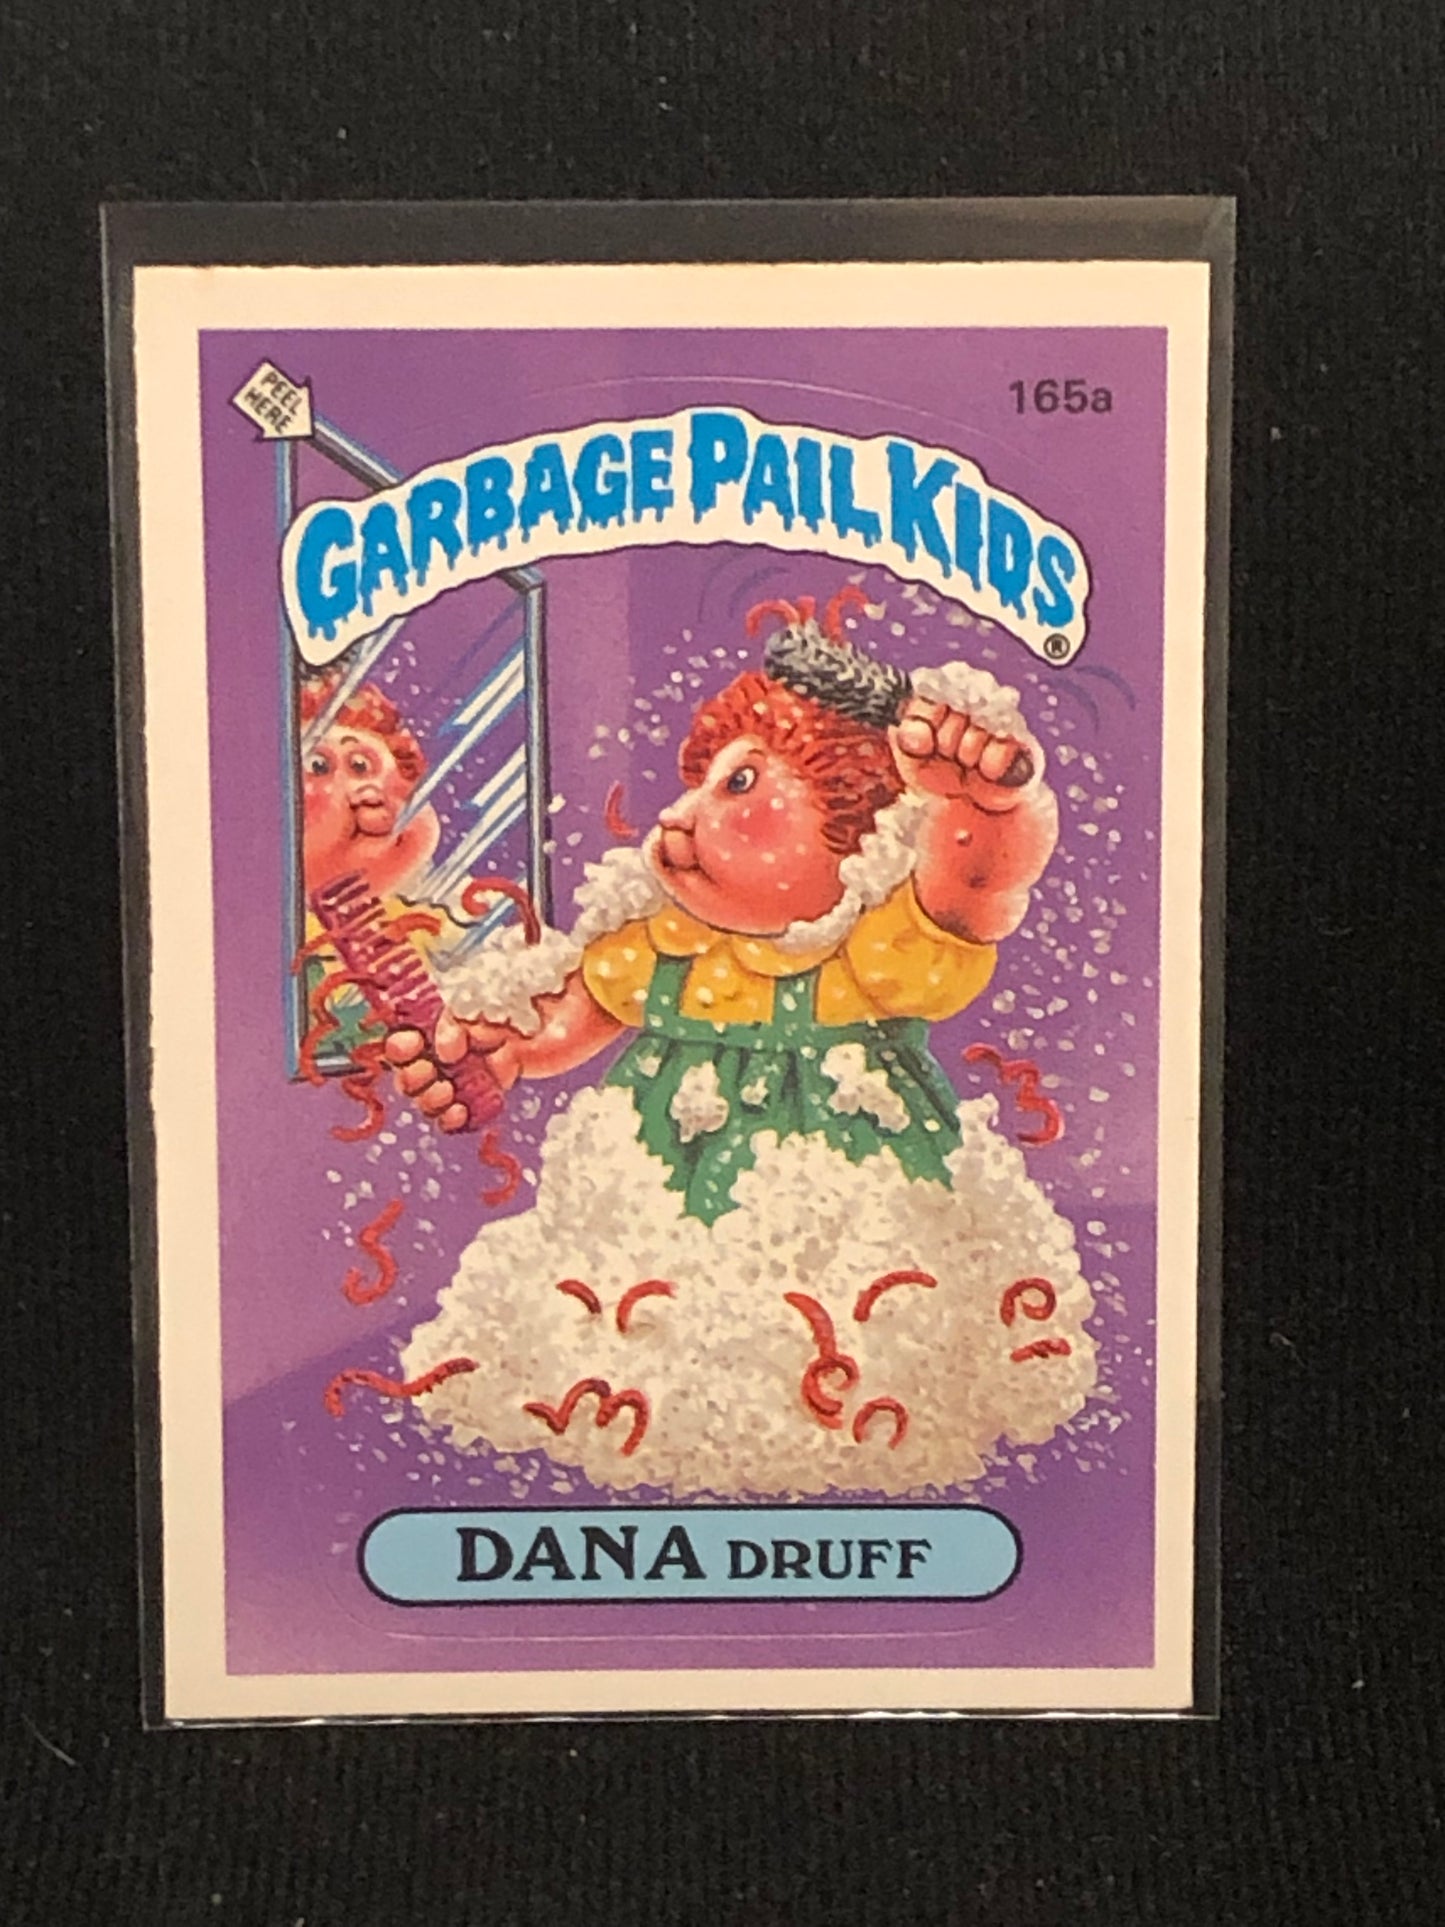 PEEL
HERE
165a
GARBAGE PAIL KIDS
®
DANA DRUFF